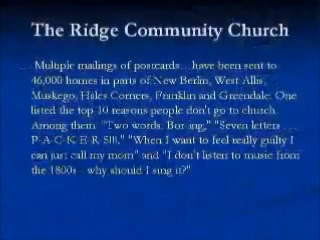 The Ridge Community Church
… Multiple mailings of postcards…have been sent to
46,000 homes in parts of New Berlin, West Allis,
Muskego, Hales Corners, Franklin and Greendale. One
listed the top 10 reasons people don't go to church.
Among them: "Two words. Bor-ing," "Seven letters . . .
P-A-C-K-E-R-S!!!," "When I want to feel really guilty I
can just call my mom" and "I don't listen to music from
the 1800s - why should I sing it?"